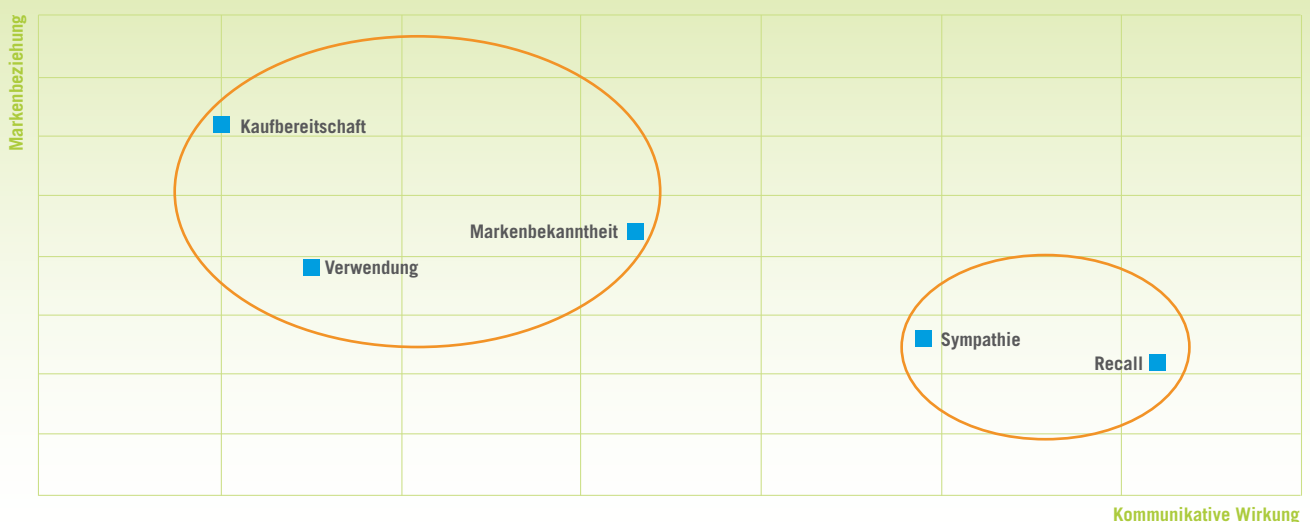 Markenbeziehung
Kaufbereitschaft
Markenbekanntheit
Verwendung
Sympathie
Recall
Kommunikative Wirkung